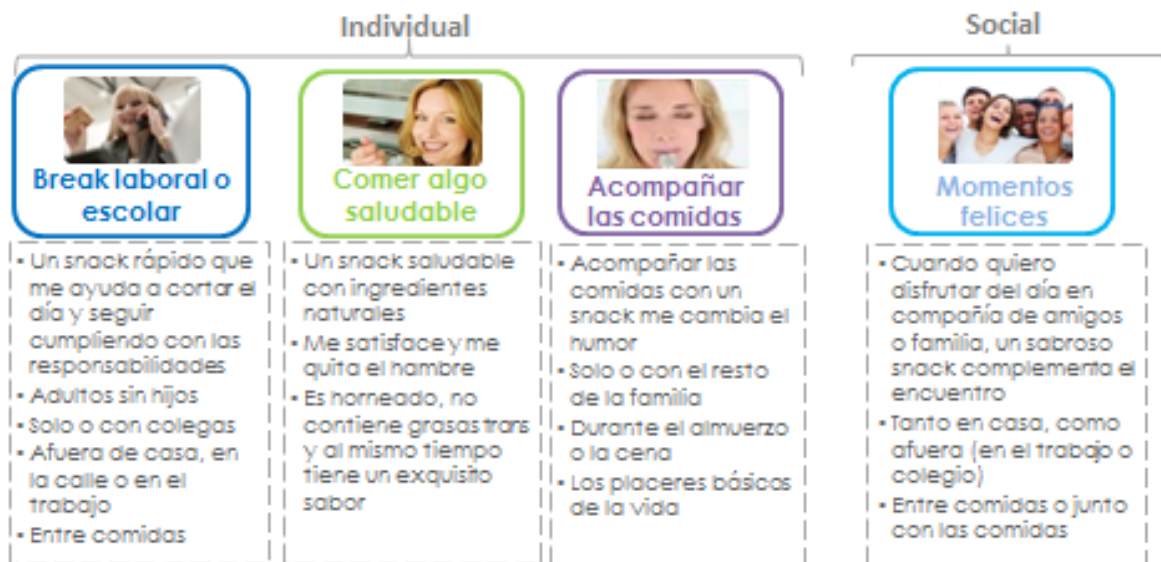 Individual
Social
Break laboral o
escolar
Comer algo
saludable
Acompañar
las comidas
Momentos
felices
▪ Un snack rápido que
me ayuda a cortar el
día y seguir
cumpliendo con las
responsabilidades
▪ Adultos sin hijos
▪ Solo o con colegas
▪ Afuera de casa, en
la calle o en el
trabajo
▪ Entre comidas
▪ Un snack saludable
con ingredientes
naturales
▪ Me satisface y me
quita el hambre
▪ Es horneado, no
contiene grasas trans
y al mismo tiempo
tiene un exquisito
sabor
▪ Acompañar las
comidas con un
snack me cambia el
humor
▪ Solo o con el resto
de la familia
▪ Durante el almuerzo
o la cena
▪ Los placeres básicos
de la vida
▪ Cuando quiero
disfrutar del día en
compañía de amigos
o familia, un sabroso
snack complementa el
encuentro
▪ Tanto en casa, como
afuera (en el trabajo o
colegio)
▪ Entre comidas o junto
con las comidas